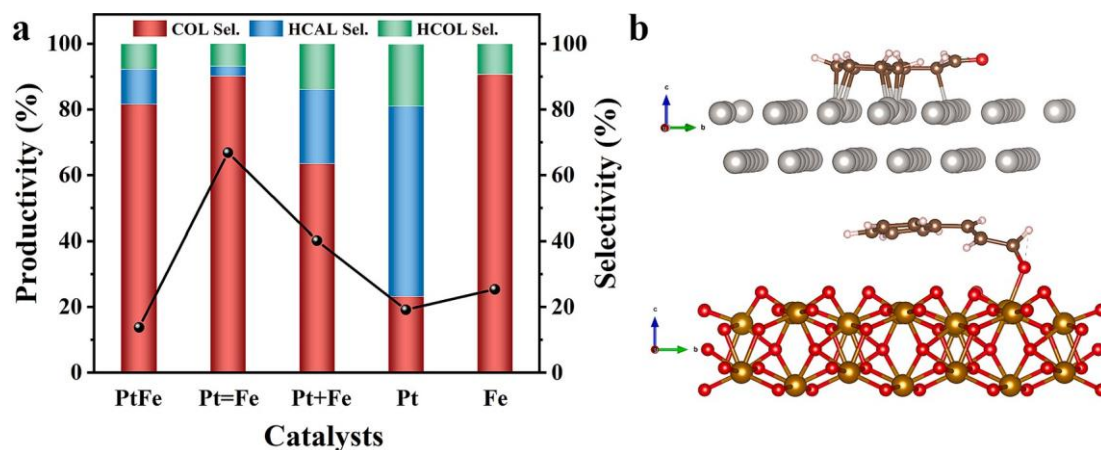 a
COL Sel. HCAL Sel. HCOL Sel.
Productivity (%)
100
80
60
40
20
0
100
80
60
40
20
0
Selectivity (%)
PtFe Pt=Fe Pt+Fe Pt Fe
Catalysts
b
c
b
c
b